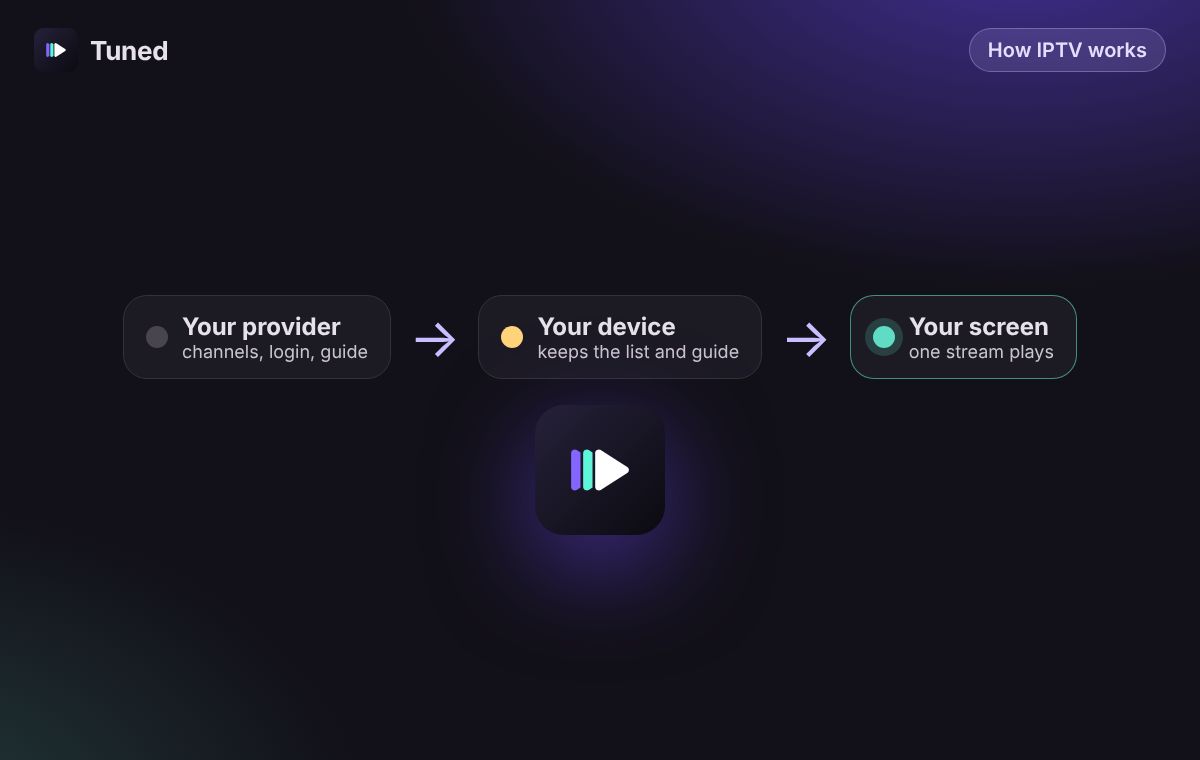 Tuned
How IPTV works
Your provider
channels, login, guide
Your device
keeps the list and guide
Your screen
one stream plays